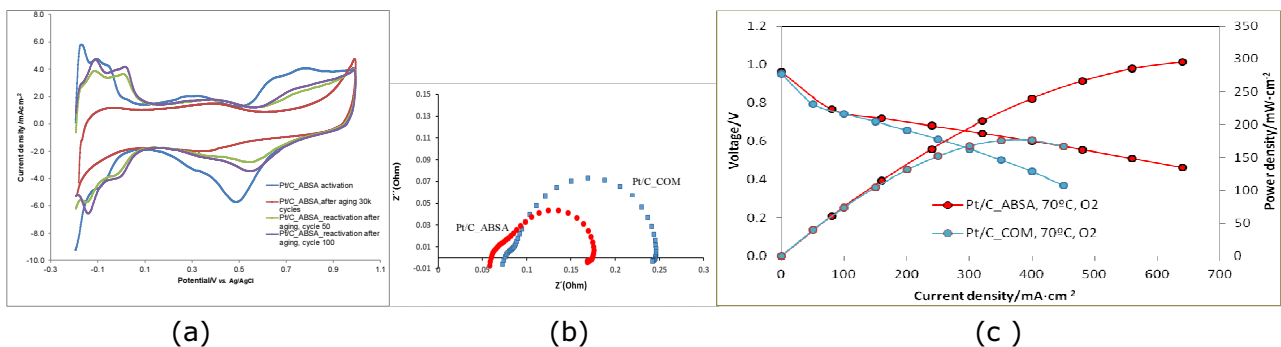 8.0
6.0
4.0
2.0
0.0
-2.0
-4.0
-6.0
-8.0
-10.0
-0.3
-0.1
0.1
0.3
0.5
0.7
0.9
1.1
Current density/mAcm-2
Potential/V vs. Ag/AgCl
Pt/C_ABSA activation
Pt/C_ABSA,after aging 30k
cycles
Pt/C_ABSA_reactivation after
aging, cycle 50
Pt/C_ABSA_reactivation after
aging, cycle 100
(a)
0.15
0.13
0.11
0.09
0.07
0.05
0.03
0.01
-0.01
0
0.05
0.1
0.15
0.2
0.25
0.3
Z´´(Ohm)
Z´(Ohm)
Pt/C_COM
Pt/C_ABSA
(b)
1.2
1.0
0.8
0.6
0.4
0.2
0.0
0
100
200
300
400
500
600
700
350
300
250
200
150
100
50
0
Voltage/V
Power density/mW·cm-2
Current density/mA·cm-2
Pt/C_ABSA, 70ºC, O2
Pt/C_COM, 70ºC, O2
(c )